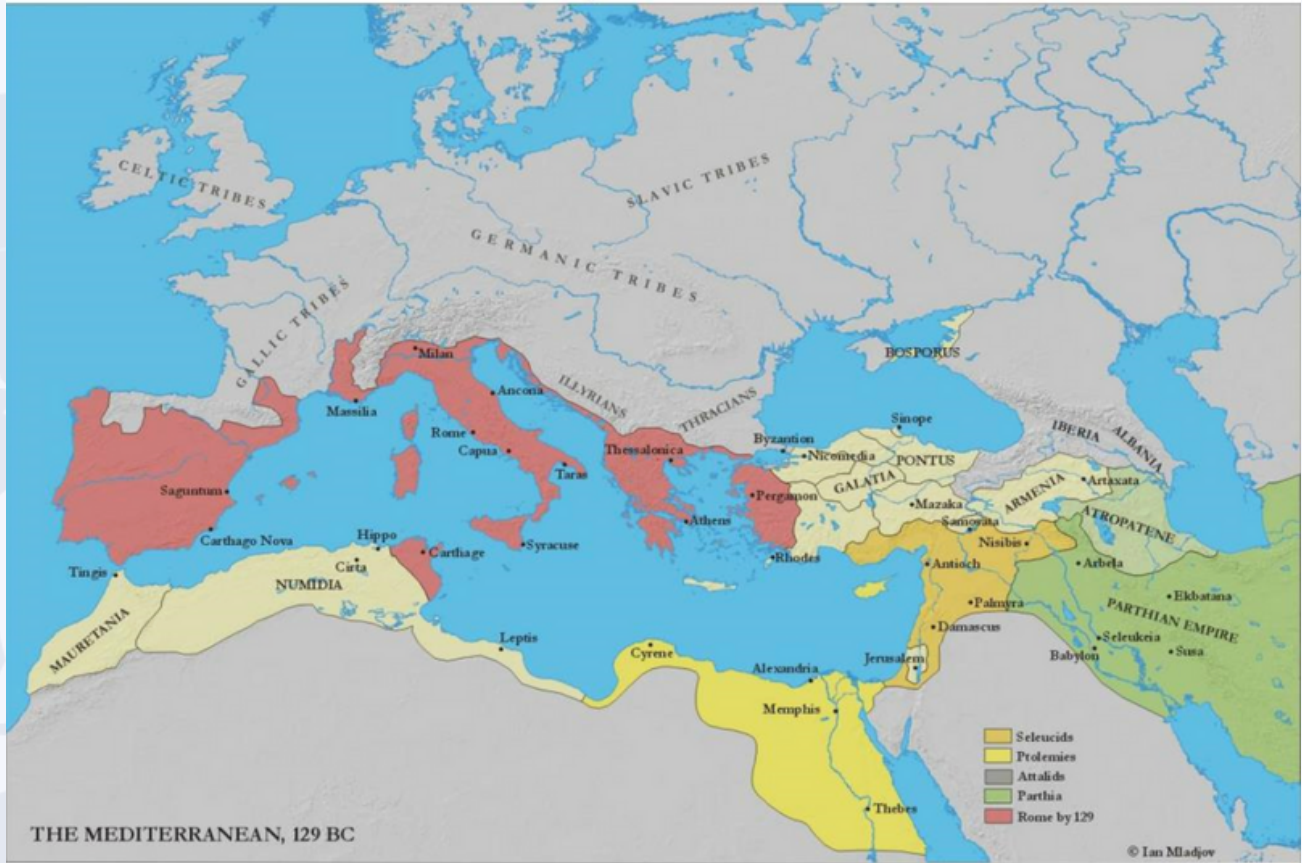 CELTIC TRIBES
SLAVIC TRIBES
GERMANIC TRIBES
GALLIC TRIBES
BOSPORUS
Milan
Massilia
Ancona
ILLYRIANS
THRACIANS
Sinope
IBERIA
ALBANIA
Rome
Capua
Taras
Thessalonica
Byzantion
Nicomedia
PONTUS
GALATIA
ARMENIA
Artaxata
Saguntum
Pergamon
Mazaka
ATROPATENE
Samosata
Carthago Nova
Hippo
Carthage
Syracuse
Athens
Rhodes
Nisibis
Antioch
Arbela
Tingis
Cirta
NUMIDIA
Palmyra
Ekbatana
MAURETANIA
Leptis
Cyrene
Alexandria
Jerusalem
Damascus
PARTHIAN EMPIRE
Seleukeia
Babylon
Susa
Memphis
Thebes
Seleucids
Ptolemies
Attalids
Parthia
Rome by 129
THE MEDITERRANEAN, 129 BC
© Ian Mladjov